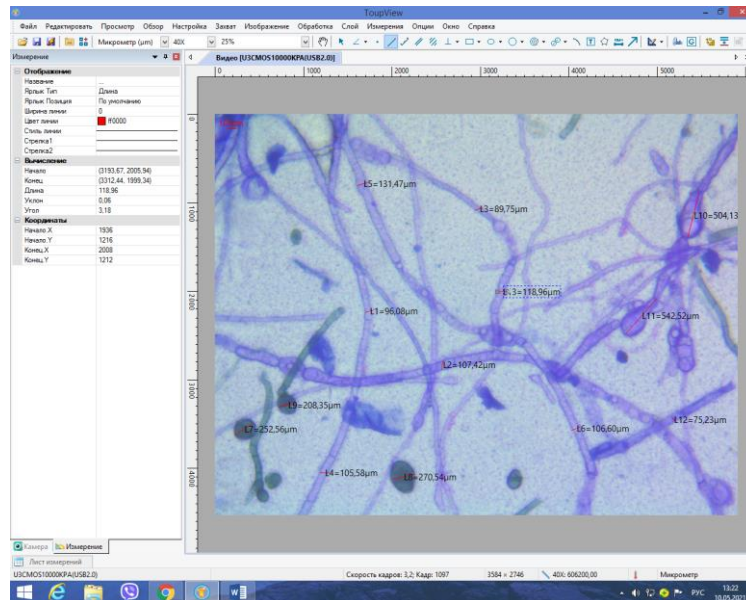 ToupView
Файл Редактировать Просмотр Обзор Настройка Захват Изображение Обработка Слой Измерения Опции Окно Справка
Микрометр (µm) 40X 25%
Измерение
Видео [U3CMOS10000KPA(USB2.0)]
Отображение
Название ...
Ярлык Тип Длина
Ярлык Позиция По умолчанию
Ширина линии 0
Цвет линии ff0000
Стиль линии
Стрелка1
Стрелка2
Вычисление
Начало (3193,67, 2005,94)
Конец (3312,44, 1999,34)
Длина 118,96
Уклон 0,06
Угол 3,18
Координаты
Начало X 1936
Начало Y 1216
Конец X 2008
Конец Y 1212
0 1000 2000 3000 4000 5000
0
1000
2000
3000
4000
L5=131,47µm
L3=89,75µm
L10=504,13
L13=118,96µm
L1=96,08µm
L11=542,52µm
L2=107,42µm
L9=208,35µm
L12=75,23µm
L7=252,56µm
L6=106,60µm
L4=105,58µm
L8=270,54µm
Камера Измерение
Лист измерений
U3CMOS10000KPA(USB2.0) Скорость кадров: 3,2; Кадр: 1097 3584 × 2746 40X: 606200,00 Микрометр
РУС 13:22
10.05.2021